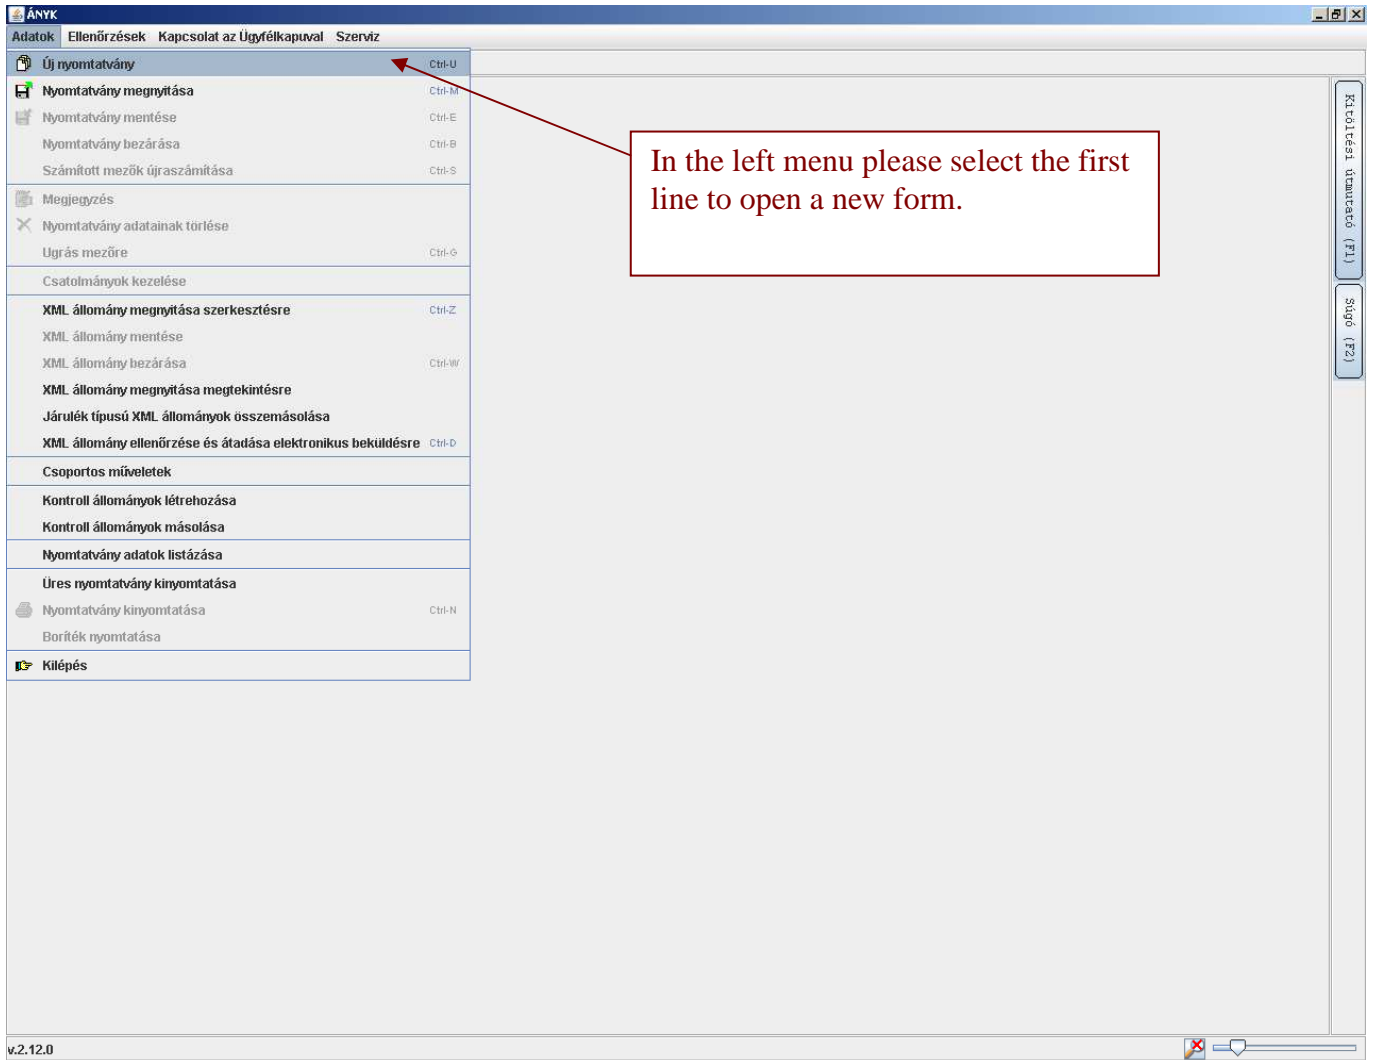 ÁNYK
Adatok Ellenőrzések Kapcsolat az Ügyfélkapuval Szerviz
Új nyomtatvány Ctrl-U
Nyomtatvány megnyitása Ctrl-M
Nyomtatvány mentése Ctrl-E
Nyomtatvány bezárása Ctrl-B
Számított mezők újraszámítása Ctrl-S
Megjegyzés
Nyomtatvány adatainak törlése
Ugrás mezőre Ctrl-G
Csatolmányok kezelése
XML állomány megnyitása szerkesztésre Ctrl-Z
XML állomány mentése
XML állomány bezárása Ctrl-W
XML állomány megnyitása megtekintésre
Járulék típusú XML állományok összemásolása
XML állomány ellenőrzése és átadása elektronikus beküldésre Ctrl-D
Csoportos műveletek
Kontroll állományok létrehozása
Kontroll állományok másolása
Nyomtatvány adatok listázása
Üres nyomtatvány kinyomtatása
Nyomtatvány kinyomtatása Ctrl-N
Boríték nyomtatása
Kilépés
In the left menu please select the first
line to open a new form.
Kitöltési útmutató (F1)
Súgó (F2)
v.2.12.0